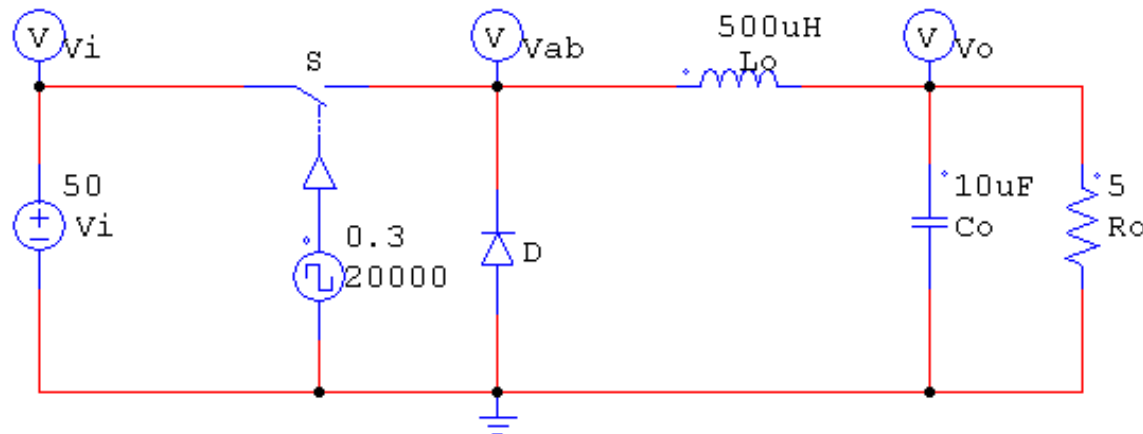 V Vi
S
V Vab
500uH
Lo
V Vo
50
Vi
0.3
20000
D
10uF
Co
5
Ro